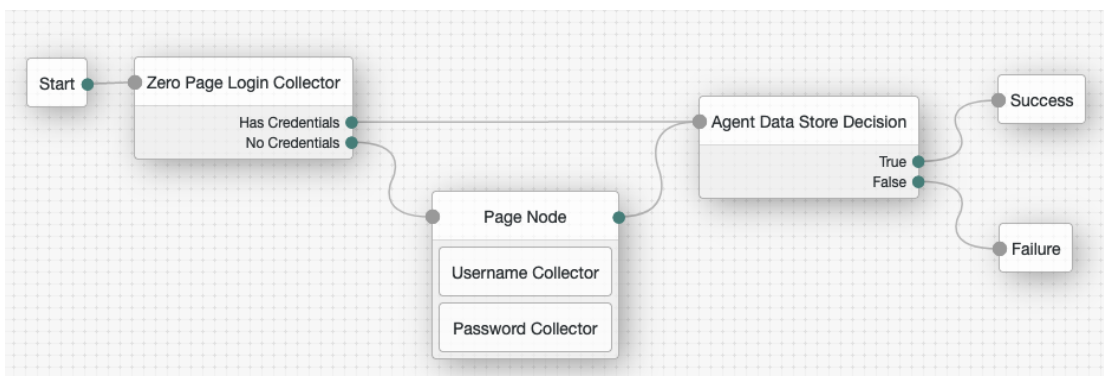 Start
Zero Page Login Collector
Has Credentials
No Credentials
Page Node
Username Collector
Password Collector
Agent Data Store Decision
True
False
Success
Failure